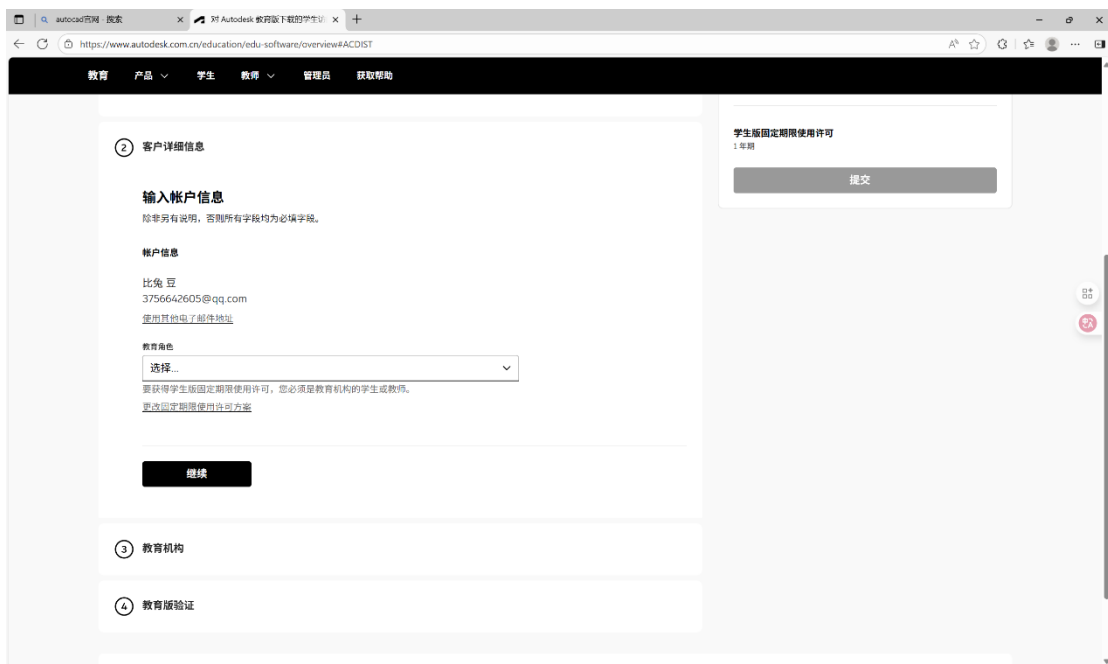 autocad官网 - 搜索
对 Autodesk 教育版下载的学生访
https://www.autodesk.com.cn/education/edu-software/overview#ACDIST
教育 产品 学生 教师 管理员 获取帮助
2 客户详细信息
输入帐户信息
除非另有说明，否则所有字段均为必填字段。
帐户信息
比兔 豆
3756642605@qq.com
使用其他电子邮件地址
教育角色
选择...
要获得学生版固定期限使用许可，您必须是教育机构的学生或教师。
更改固定期限使用许可方案
继续
3 教育机构
4 教育版验证
学生版固定期限使用许可
1 年期
提交